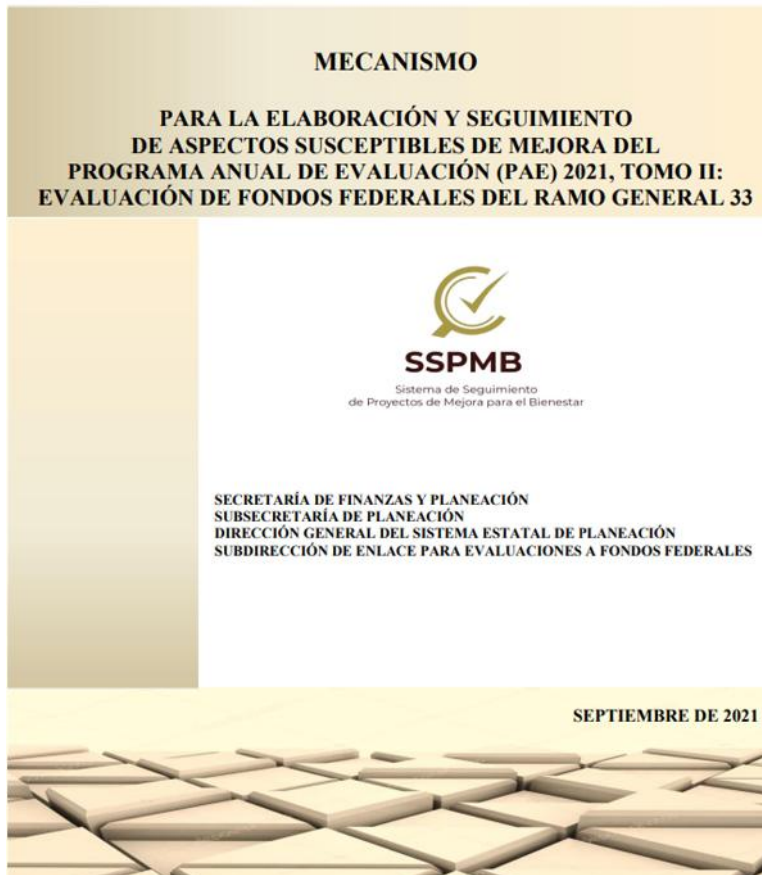 MECANISMO
PARA LA ELABORACIÓN Y SEGUIMIENTO
DE ASPECTOS SUSCEPTIBLES DE MEJORA DEL
PROGRAMA ANUAL DE EVALUACIÓN (PAE) 2021, TOMO II:
EVALUACIÓN DE FONDOS FEDERALES DEL RAMO GENERAL 33
SSPMB
Sistema de Seguimiento
de Proyectos de Mejora para el Bienestar
SECRETARÍA DE FINANZAS Y PLANEACIÓN
SUBSECRETARÍA DE PLANEACIÓN
DIRECCIÓN GENERAL DEL SISTEMA ESTATAL DE PLANEACIÓN
SUBDIRECCIÓN DE ENLACE PARA EVALUACIONES A FONDOS FEDERALES
SEPTIEMBRE DE 2021